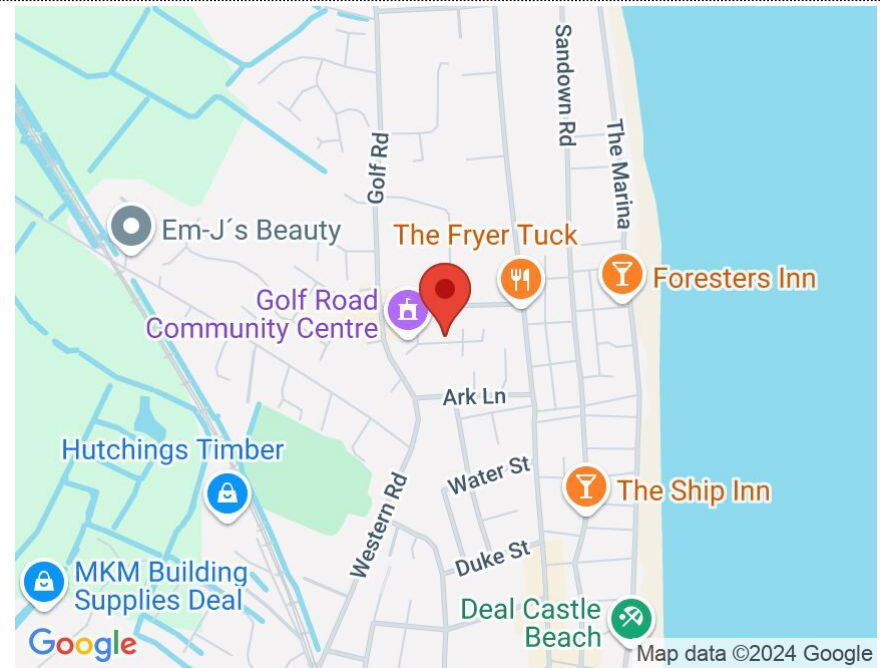 Sandown Rd
The Marina
Golf Rd
Em-J´s Beauty
The Fryer Tuck
Foresters Inn
Golf Road
Community Centre
Ark Ln
Hutchings Timber
Water St
The Ship Inn
Western Rd
Duke St
MKM Building
Supplies Deal
Deal Castle
Beach
Google
Map data ©2024 Google